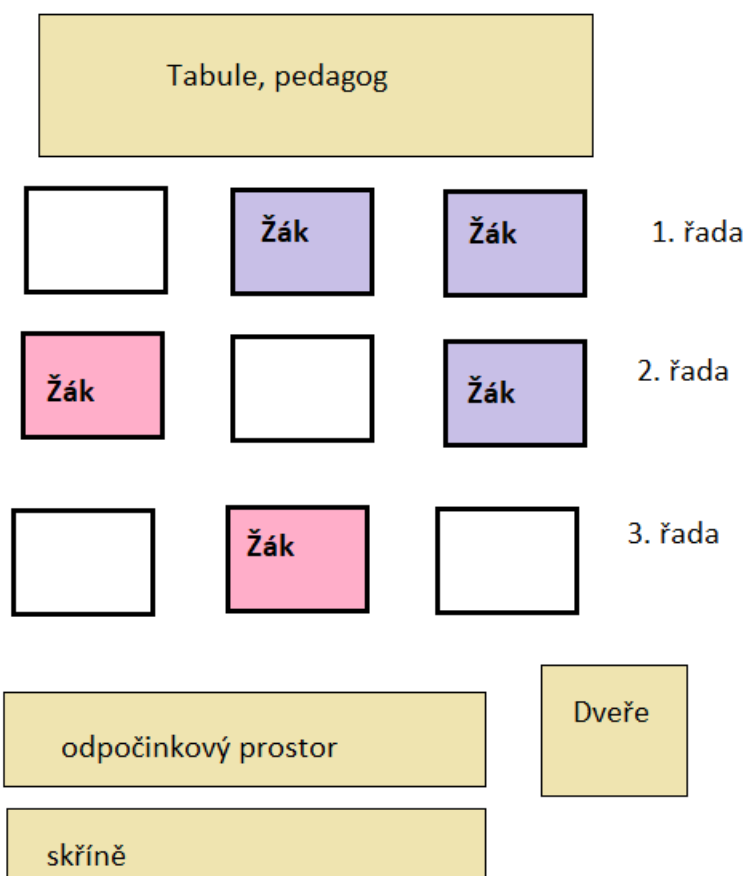 Tabule, pedagog
Žák
Žák
1. řada
Žák
Žák
2. řada
Žák
3. řada
Dveře
odpočinkový prostor
skříně